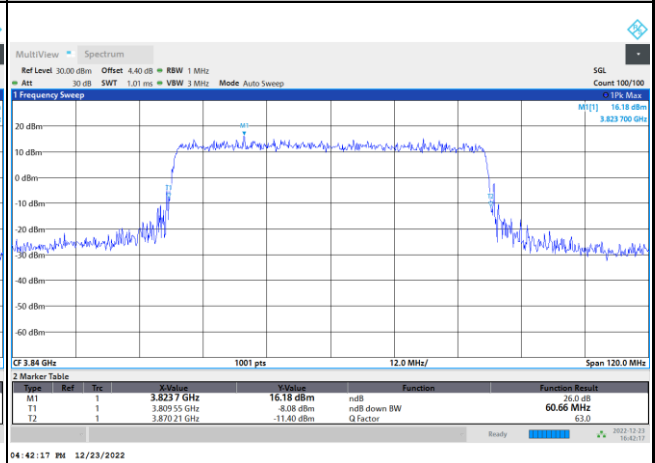 MultiView Spectrum
Ref Level 30.00 dBm Offset 4.40 dB RBW 1 MHz SGL
Att 30 dB SWT 1.01 ms VBW 3 MHz Mode Auto Sweep Count 100/100
1 Frequency Sweep 1Pk Max
M1[1] 16.18 dBm
3.823 700 GHz
M1
20 dBm
10 dBm
0 dBm
-10 dBm
-20 dBm
-30 dBm
-40 dBm
-50 dBm
-60 dBm
CF 3.84 GHz 1001 pts 12.0 MHz/ Span 120.0 MHz
2 Marker Table
Type Ref Trc X-Value Y-Value Function Function Result
M1 1 3.823 7 GHz 16.18 dBm ndB 26.0 dB
T1 1 3.809 55 GHz -8.08 dBm ndB down BW 60.66 MHz
T2 1 3.870 21 GHz -11.40 dBm Q Factor 63.0
Ready 2022-12-23
16:42:17
04:42:17 PM 12/23/2022